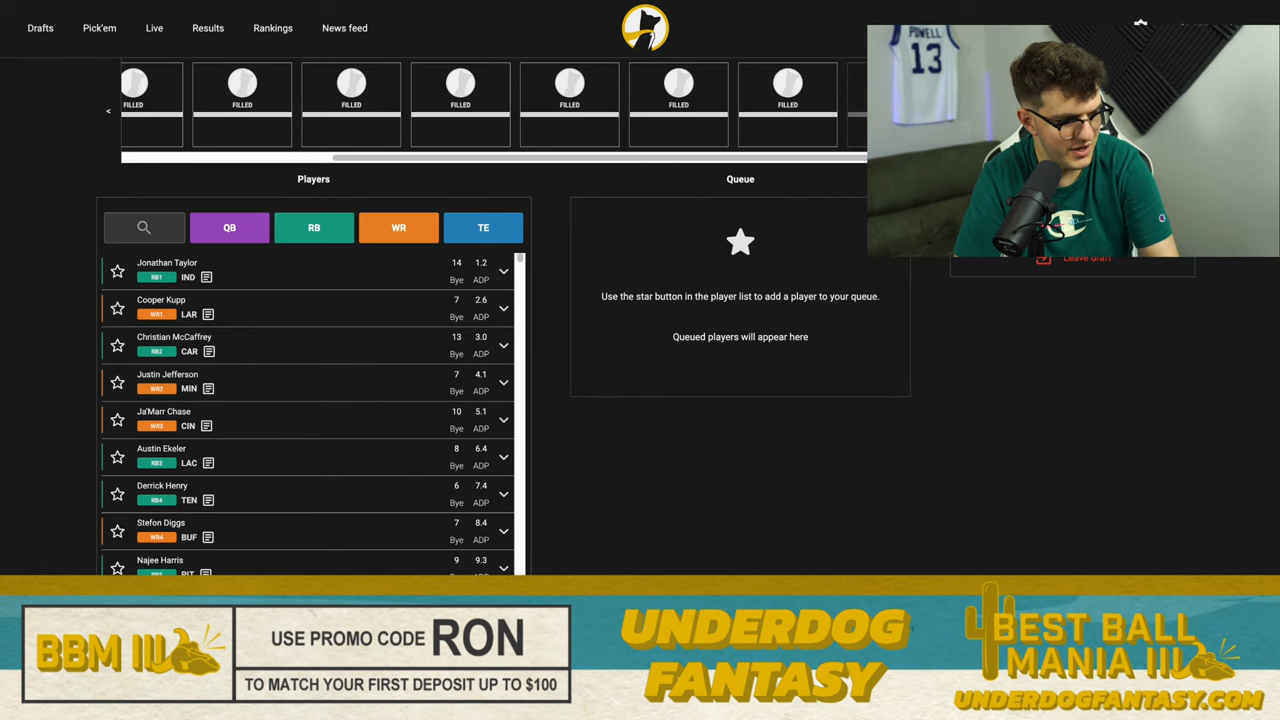 Drafts Pick'em Live Results Rankings News feed
POWELL
13
FILLED FILLED FILLED FILLED FILLED FILLED FILLED
<
Players
Queue
QB RB WR TE
Jonathan Taylor 14 1.2
RB1 IND Bye ADP
Cooper Kupp 7 2.6
WR1 LAR Bye ADP
Christian McCaffrey 13 3.0
RB2 CAR Bye ADP
Justin Jefferson 7 4.1
WR2 MIN Bye ADP
Ja'Marr Chase 10 5.1
WR3 CIN Bye ADP
Austin Ekeler 8 6.4
RB3 LAC Bye ADP
Derrick Henry 6 7.4
RB4 TEN Bye ADP
Stefon Diggs 7 8.4
WR4 BUF Bye ADP
Najee Harris 9 9.3
RB5 PIT
Use the star button in the player list to add a player to your queue.
Queued players will appear here
Leave draft
Champion
BBM III
USE PROMO CODE RON
TO MATCH YOUR FIRST DEPOSIT UP TO $100
UNDERDOG
FANTASY
BEST BALL
MANIA III
UNDERDOGFANTASY.COM